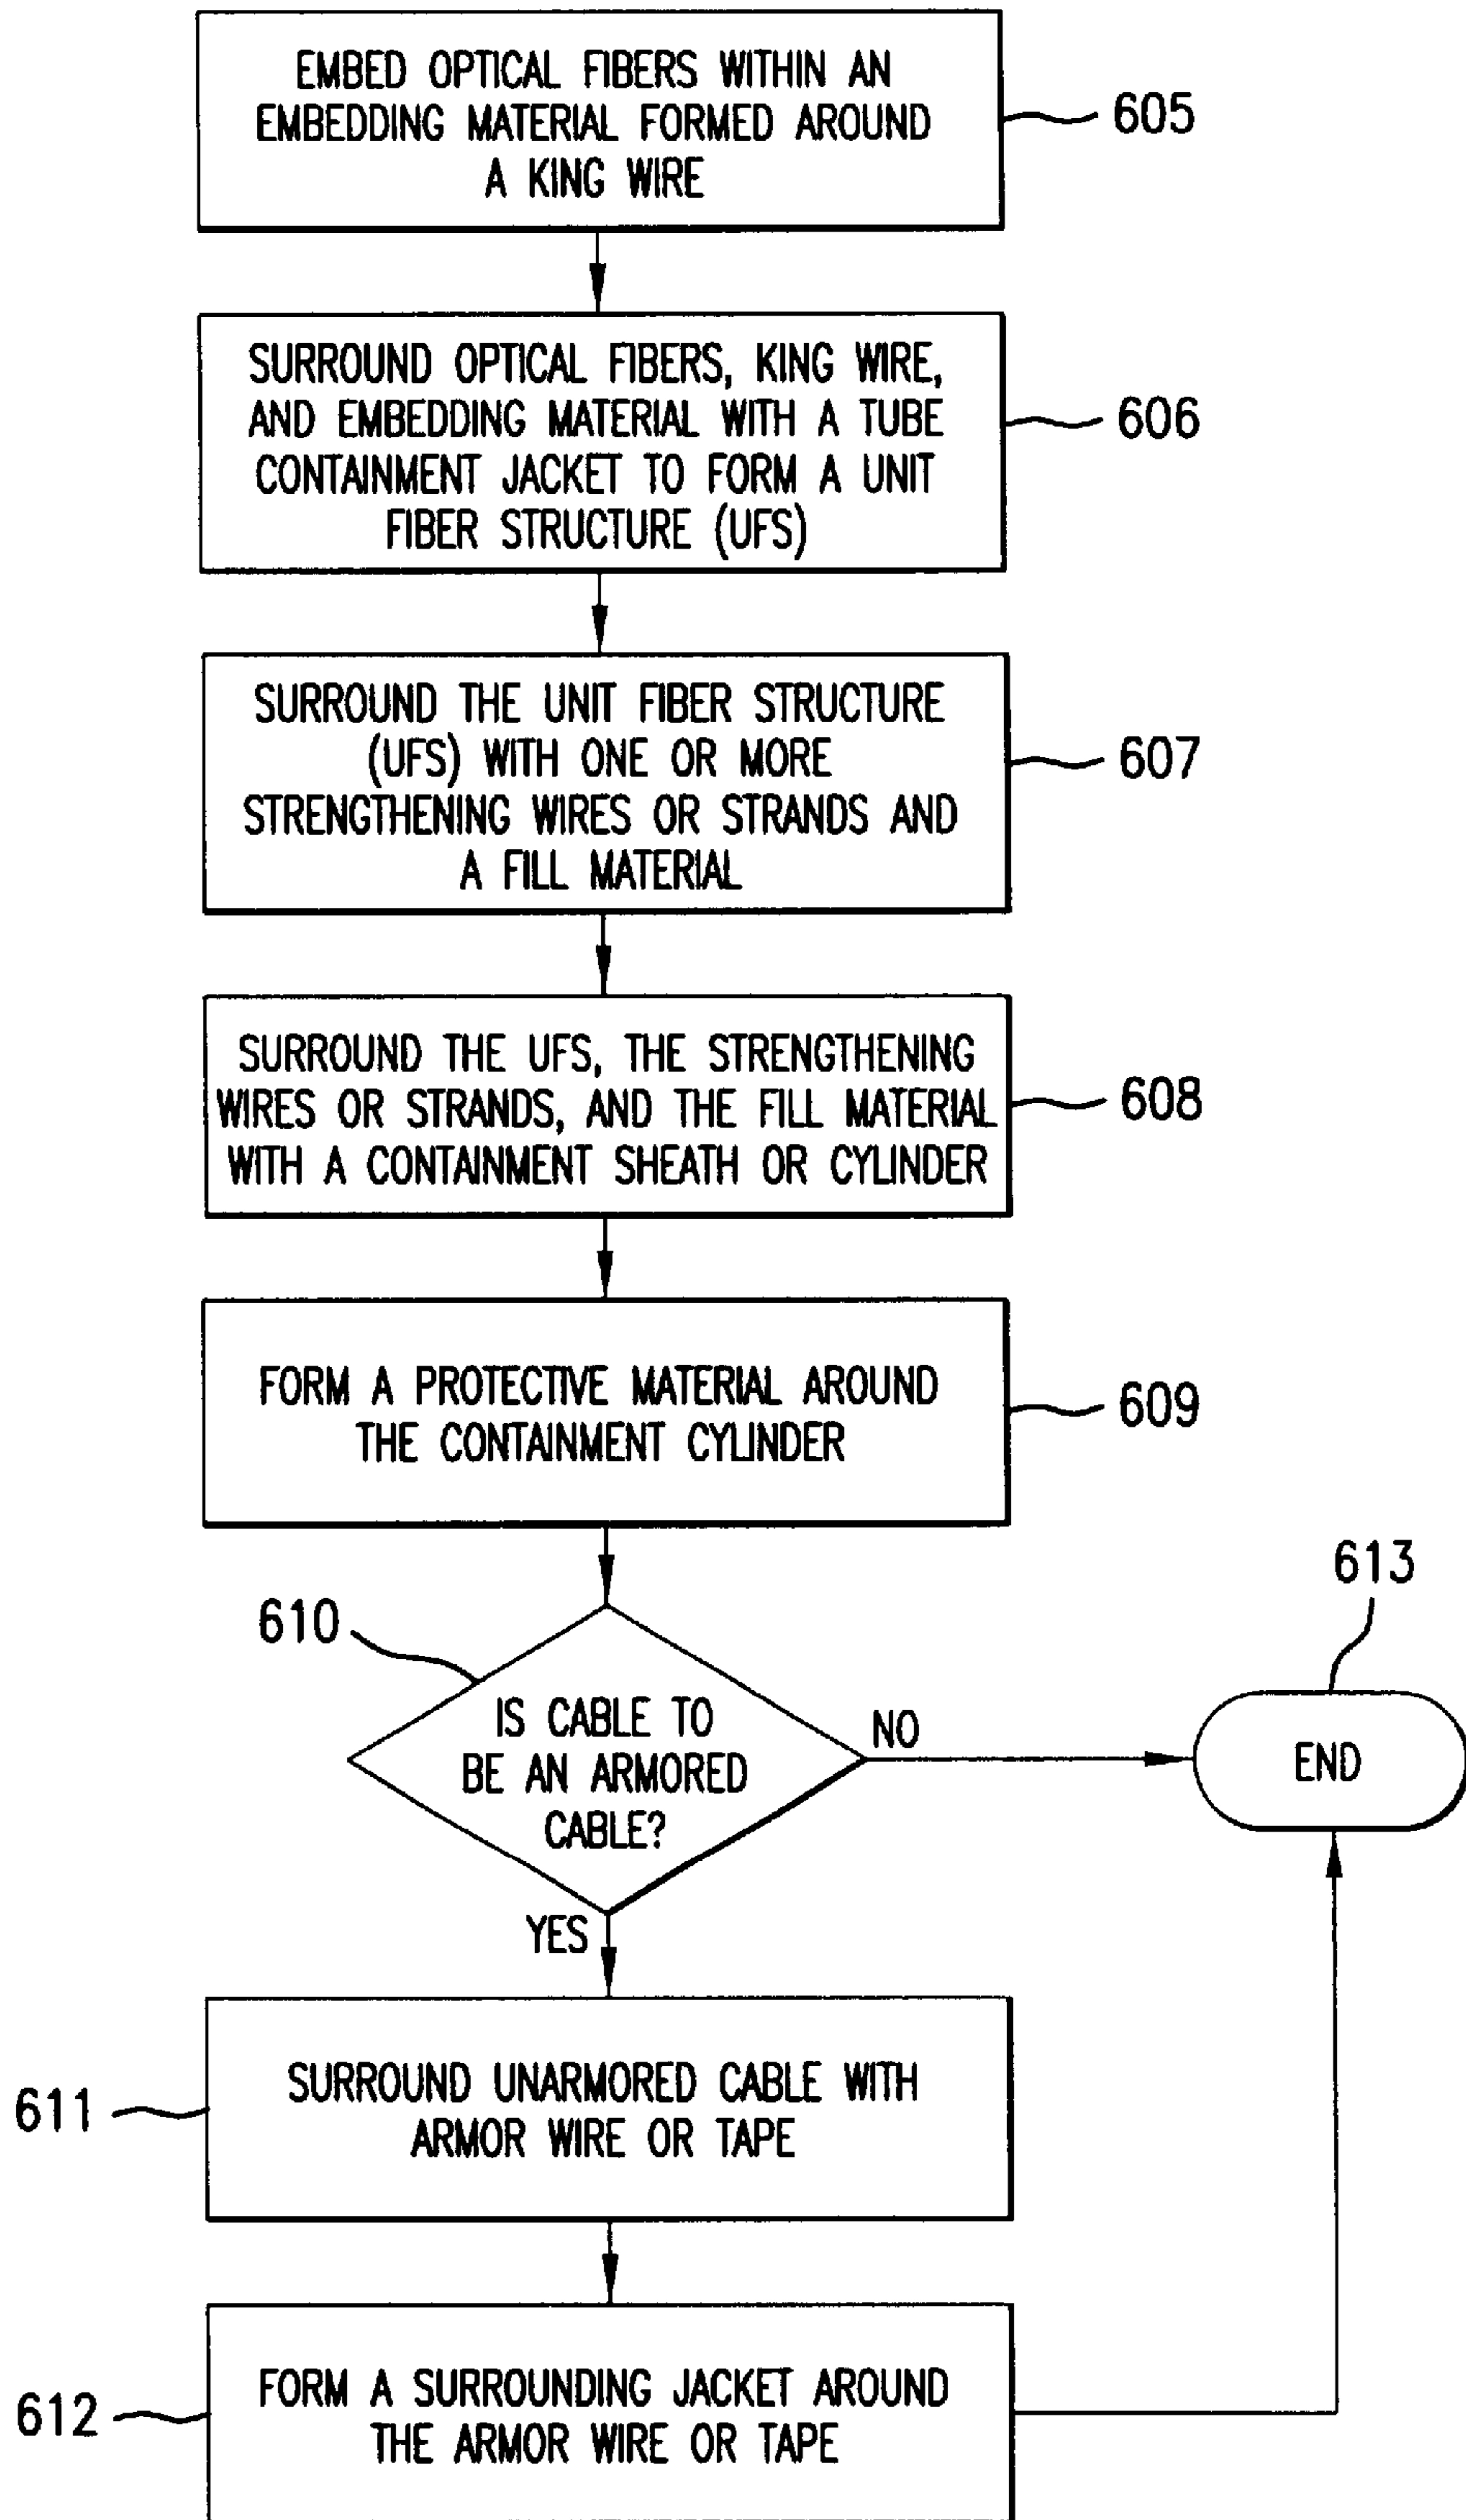 EMBED OPTICAL FIBERS WITHIN AN
EMBEDDING MATERIAL FORMED AROUND
A KING WIRE
605
SURROUND OPTICAL FIBERS, KING WIRE,
AND EMBEDDING MATERIAL WITH A TUBE
CONTAINMENT JACKET TO FORM A UNIT
FIBER STRUCTURE (UFS)
606
SURROUND THE UNIT FIBER STRUCTURE
(UFS) WITH ONE OR MORE
STRENGTHENING WIRES OR STRANDS AND
A FILL MATERIAL
607
SURROUND THE UFS, THE STRENGTHENING
WIRES OR STRANDS, AND THE FILL MATERIAL
WITH A CONTAINMENT SHEATH OR CYLINDER
608
FORM A PROTECTIVE MATERIAL AROUND
THE CONTAINMENT CYLINDER
609
610
IS CABLE TO
BE AN ARMORED
CABLE?
NO
613
END
YES
611
SURROUND UNARMORED CABLE WITH
ARMOR WIRE OR TAPE
612
FORM A SURROUNDING JACKET AROUND
THE ARMOR WIRE OR TAPE